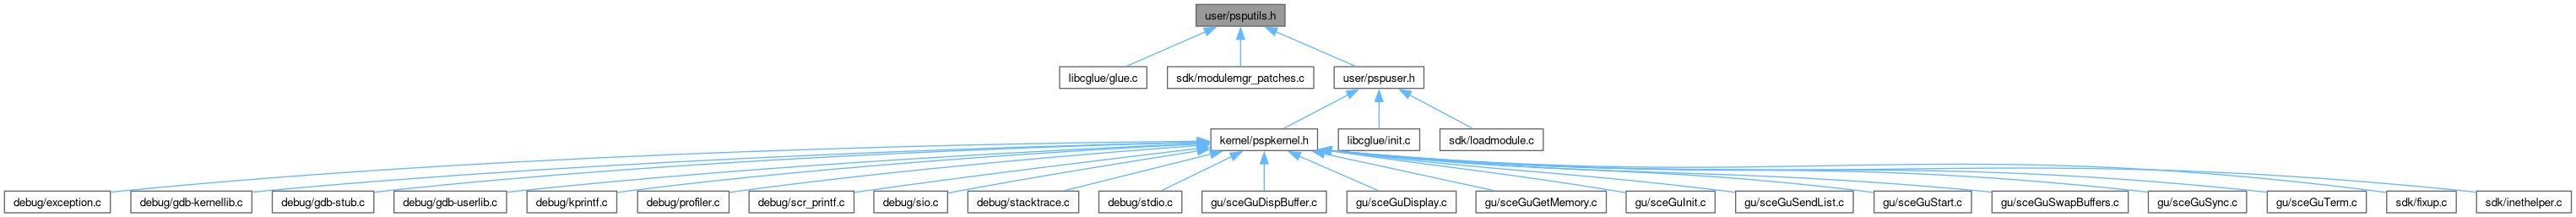 user/psputils.h
libcglue/glue.c
sdk/modulemgr_patches.c
user/pspuser.h
kernel/pspkernel.h
libcglue/init.c
sdk/loadmodule.c
debug/exception.c
debug/gdb-kernellib.c
debug/gdb-stub.c
debug/gdb-userlib.c
debug/kprintf.c
debug/profiler.c
debug/scr_printf.c
debug/sio.c
debug/stacktrace.c
debug/stdio.c
gu/sceGuDispBuffer.c
gu/sceGuDisplay.c
gu/sceGuGetMemory.c
gu/sceGuInit.c
gu/sceGuSendList.c
gu/sceGuStart.c
gu/sceGuSwapBuffers.c
gu/sceGuSync.c
gu/sceGuTerm.c
sdk/fixup.c
sdk/inethelper.c